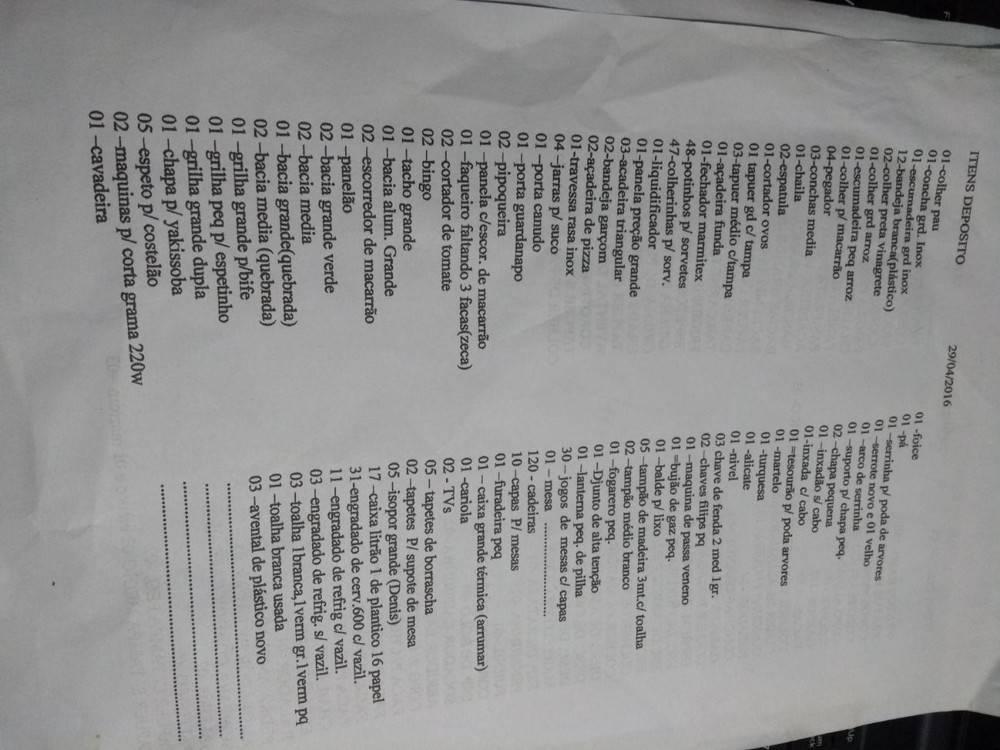 ITENS DEPOSITO 29/04/2016
01 -colher pau
01 -concha grd. Inox
01 -escumadeira grd inox
12-bandeja branca(plástico)
02-colher preta vinagrete
01-colher grd arroz
01-escumadeira peq arroz
01-colher p/ macarrão
04-pegador
03-conchas media
01-chaila
02-espatula
01-cortador ovos
01 tapuer gd c/ tampa
03-tapuer médio c/tampa
01-açadeira funda
01-fechador marmitex
48-potinhos p/ sorvetes
47-colherinhas p/ sorv.
01-liquidificador
01-panela preção grande
03-acadeira triangular
02-bandeja garçom
02-açadeira de pizza
01-travessa rasa inox
04 –jarras p/ suco
01 –porta canudo
01 –porta guardanapo
02 –pipoqueira
01 –panela c/escor. de macarrão
01 –faqueiro faltando 3 facas(zeca)
02 –cortador de tomate
02 –bingo
01 –tacho grande
01 –bacia alum. Grande
02 –escorredor de macarrão
01 –panelão
02 –bacia grande verde
02 –bacia media
01 –bacia grande(quebrada)
02 –bacia media (quebrada)
01 –grilha grande p/bife
01 –grilha peq p/ espetinho
01 –grilha grande dupla
01 –chapa p/ yakissoba
05 –espeto p/ costelão
02 –maquinas p/ corta grama 220w
01 –cavadeira
01 -foice
01 -pá
01 –serrinha p/ poda de arvores
01 –serrote novo e 01 velho
01 –arco de serrinha
01 –suporto p/ chapa peq.
02 –chapa pequena
01 –inxadão s/ cabo
01-inxada c/ cabo
01 =tesourão p/ poda arvores
01 -martelo
01 -turquesa
01 -alicate
01 -nivel
03 chave de fenda 2 med 1gr.
02 –chaves filips pq
01 –maquina de passa veneno
01 =bujão de gaz peq.
01 –balde p/ lixo
05 –tampão de madeira 3mt.c/ toalha
02 –tampão médio branco
01 –fogarero peq.
01 –Djunto de alta tenção
01 –lanterna peq. de pilha
30 – jogos de mesas c/ capas
01 – mesa ..............................
120 - cadeiras
10 –capas P/ mesas
01 –furadeira peq
01 – caixa grande térmica (arrumar)
01 -cariola
02 - TVs
05 – tapetes de borrascha
02 –tapetes P/ supote de mesa
05 –isopor grande (Denis)
17 –caixa litrão 1 de plantico 16 papel
31-engradado de cerv.600 c/ vazil.
11 –engradado de refrig c/ vazil.
03 –engradado de refrig. s/ vazil.
03 –toalha 1branca,1verm gr.1verm pq
01 –toalha branca usada
03 –avental de plástico novo